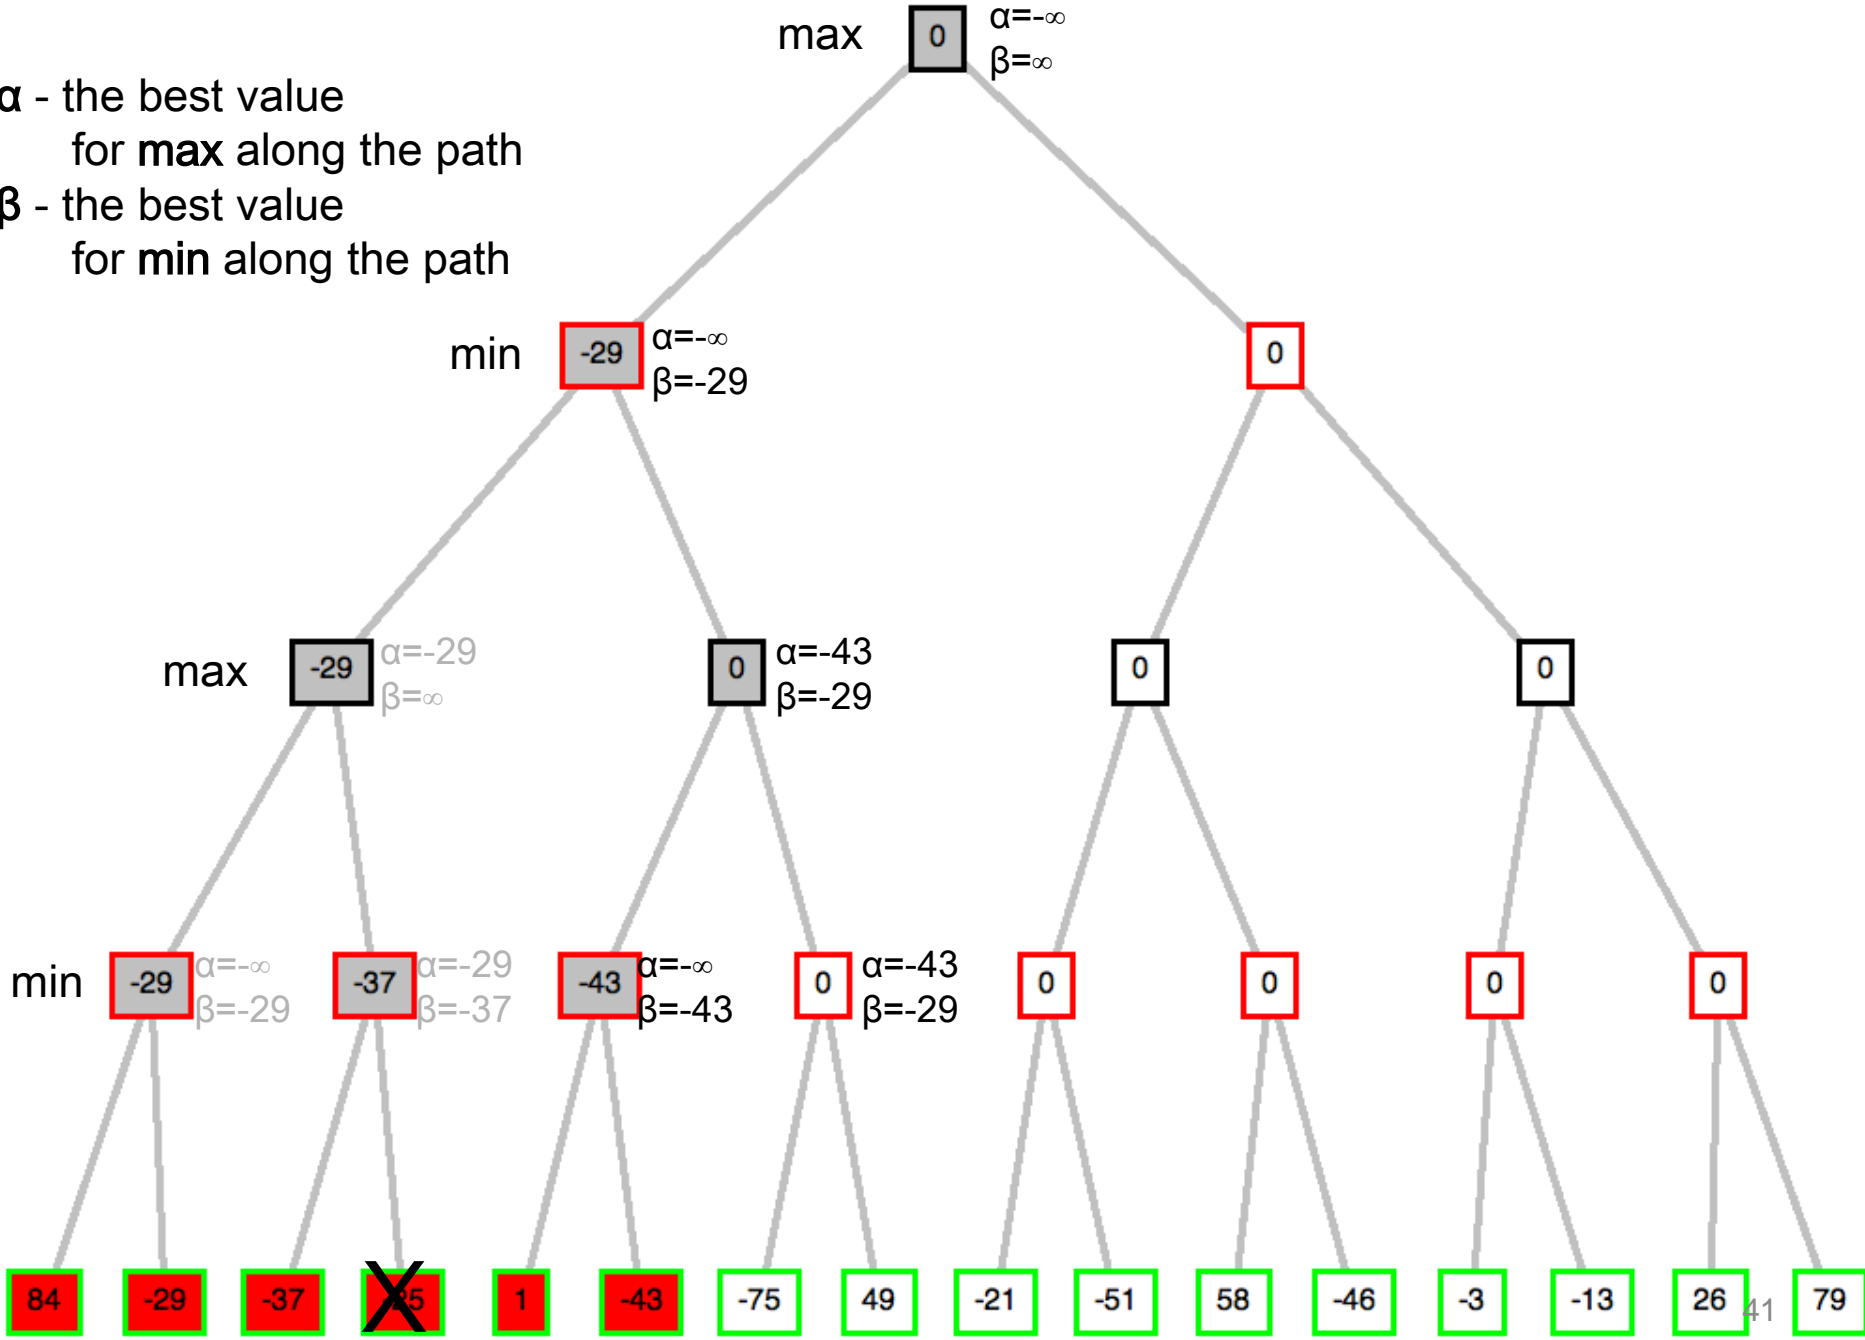 max 0 α=-∞
β=∞
α - the best value
for max along the path
β - the best value
for min along the path
min -29 α=-∞
β=-29
0
max -29 α=-29
β=∞
0 α=-43
β=-29
0
0
min -29 α=-∞
β=-29
-37 α=-29
β=-37
-43 α=-∞
β=-43
0 α=-43
β=-29
0
0
0
0
84 -29 -37 X 1 -43 -75 49 -21 -51 58 -46 -3 -13 26 41 79